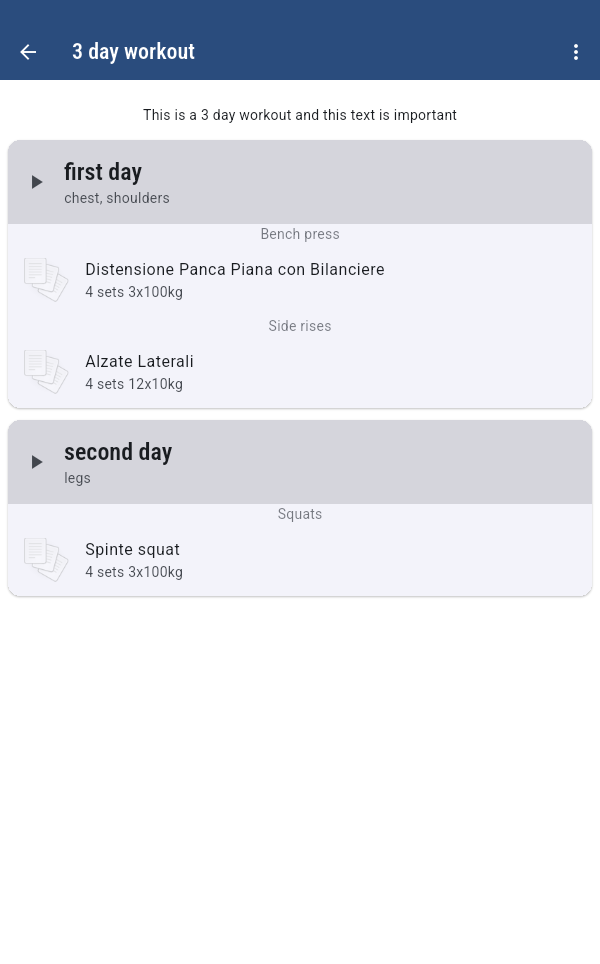 3 day workout
This is a 3 day workout and this text is important
first day
chest, shoulders
Bench press
Distensione Panca Piana con Bilanciere
4 sets 3x100kg
Side rises
Alzate Laterali
4 sets 12x10kg
second day
legs
Squats
Spinte squat
4 sets 3x100kg